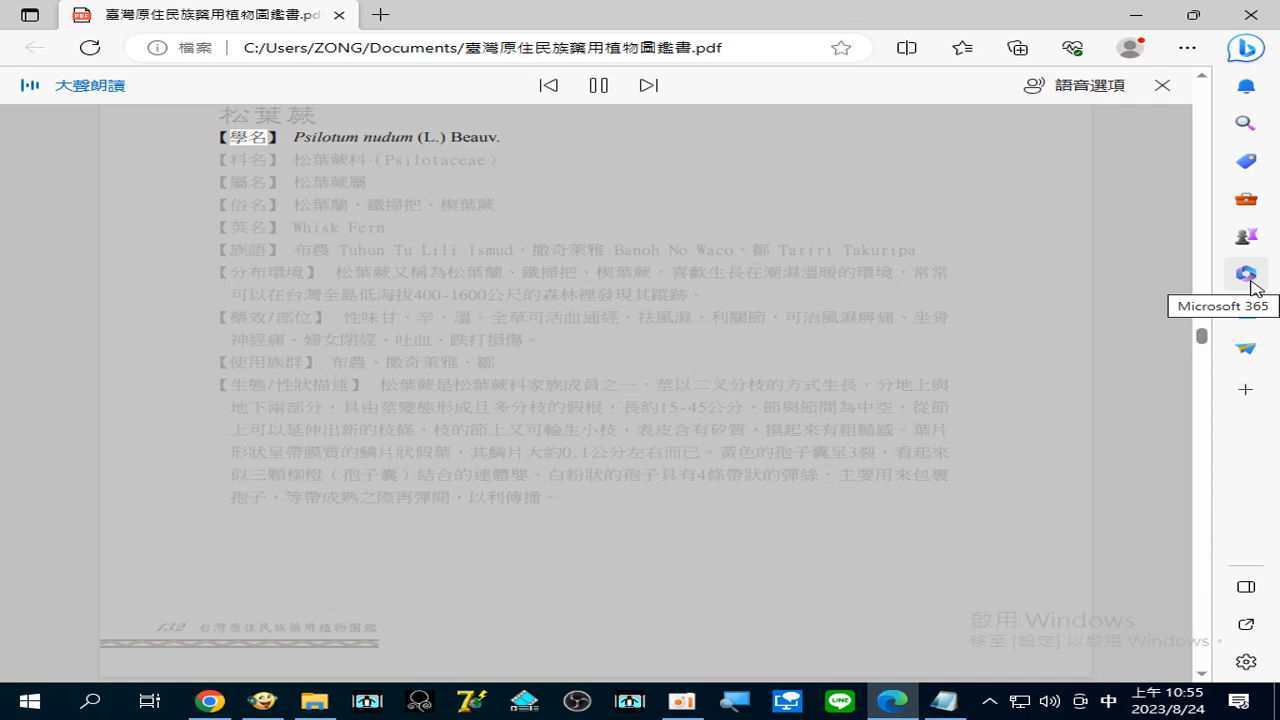 臺灣原住民族藥用植物圖鑑書.pd
檔案 C:/Users/ZONG/Documents/臺灣原住民族藥用植物圖鑑書.pdf
大聲朗讀
語音選項
松葉蕨
【學名】 Psilotum nudum (L.) Beauv.
【科名】 松葉蕨科（Psilotaceae）
【屬名】 松葉蕨屬
【俗名】 松葉蘭、鐵掃把、楔葉蕨
【英名】 Whisk Fern
【族語】 布農 Tuhun Tu Lili Ismud、撒奇萊雅 Banoh No Waco、鄒 Tariri Takuripa
【分布環境】 松葉蕨又稱為松葉蘭、鐵掃把、楔葉蕨，喜歡生長在潮濕溫暖的環境，常常
可以在台灣全島低海拔400-1600公尺的森林裡發現其蹤跡。
【藥效/部位】 性味甘、辛、溫。全草可活血通經、祛風濕、利關節，可治風濕痹痛、坐骨
神經痛、婦女閉經、吐血、跌打損傷。
【使用族群】 布農、撒奇萊雅、鄒
【生態/性狀描述】 松葉蕨是松葉蕨科家族成員之一，莖以二叉分枝的方式生長，分地上與
地下兩部分，具由莖變態形成且多分枝的假根，長約15-45公分，節與節間為中空，從節
上可以延伸出新的枝條，枝的節上又可輪生小枝，表皮含有矽質，摸起來有粗糙感。葉片
形狀呈帶膜質的鱗片狀假葉，其鱗片大約0.1公分左右而已。黃色的孢子囊呈3裂，看起來
似三顆柳橙（孢子囊）結合的連體嬰，白粉狀的孢子具有4條帶狀的彈絲，主要用來包裹
孢子，等帶成熟之際再彈開，以利傳播。
132 台灣原住民族藥用植物圖鑑
Microsoft 365
啟用 Windows
移至 [設定] 以啟用 Windows。
中
上午 10:55
2023/8/24